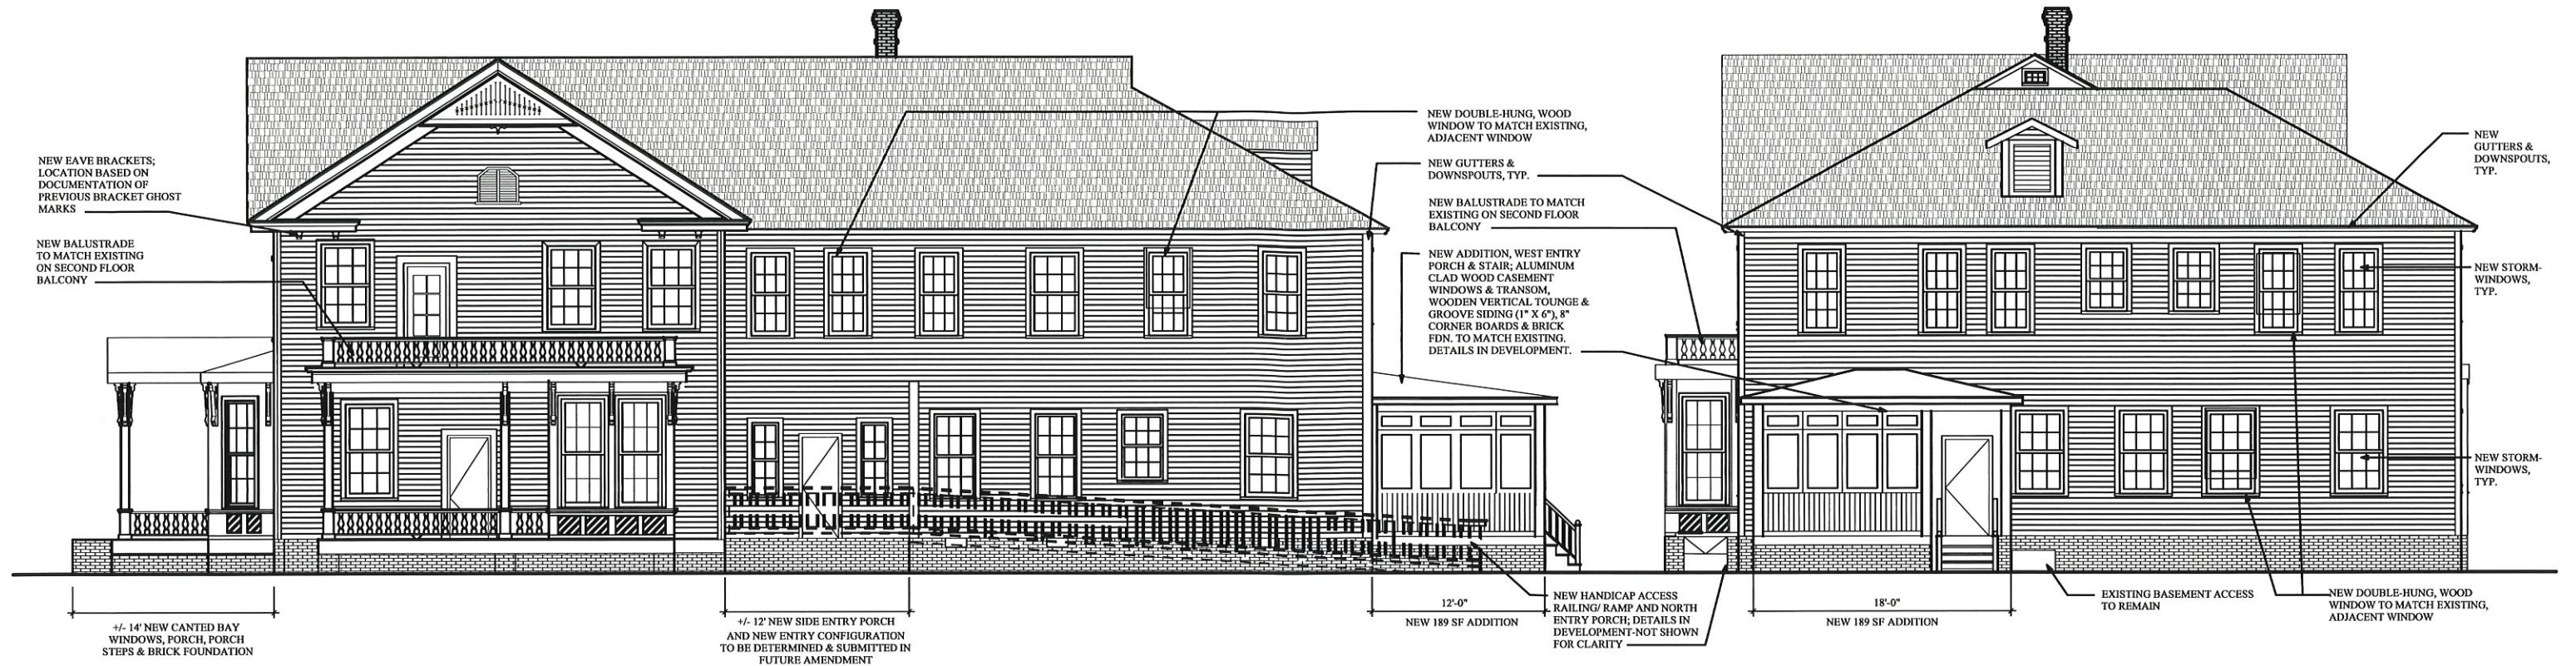 NEW EAVE BRACKETS;
LOCATION BASED ON
DOCUMENTATION OF
PREVIOUS BRACKET GHOST
MARKS
NEW BALUSTRADE
TO MATCH EXISTING
ON SECOND FLOOR
BALCONY
+/- 14' NEW CANTED BAY
WINDOWS, PORCH, PORCH
STEPS & BRICK FOUNDATION
+/- 12' NEW SIDE ENTRY PORCH
AND NEW ENTRY CONFIGURATION
TO BE DETERMINED & SUBMITTED IN
FUTURE AMENDMENT
NEW DOUBLE-HUNG, WOOD
WINDOW TO MATCH EXISTING,
ADJACENT WINDOW
NEW GUTTERS &
DOWNSPOUTS, TYP.
NEW BALUSTRADE TO MATCH
EXISTING ON SECOND FLOOR
BALCONY
NEW ADDITION, WEST ENTRY
PORCH & STAIR; ALUMINUM
CLAD WOOD CASEMENT
WINDOWS & TRANSOM,
WOODEN VERTICAL TOUNGE &
GROOVE SIDING (1" X 6"), 8"
CORNER BOARDS & BRICK
FDN. TO MATCH EXISTING.
DETAILS IN DEVELOPMENT.
12'-0"
NEW 189 SF ADDITION
NEW HANDICAP ACCESS
RAILING/ RAMP AND NORTH
ENTRY PORCH; DETAILS IN
DEVELOPMENT-NOT SHOWN
FOR CLARITY
18'-0"
NEW 189 SF ADDITION
EXISTING BASEMENT ACCESS
TO REMAIN
NEW
GUTTERS &
DOWNSPOUTS,
TYP.
NEW STORM-
WINDOWS,
TYP.
NEW STORM-
WINDOWS,
TYP.
NEW DOUBLE-HUNG, WOOD
WINDOW TO MATCH EXISTING,
ADJACENT WINDOW